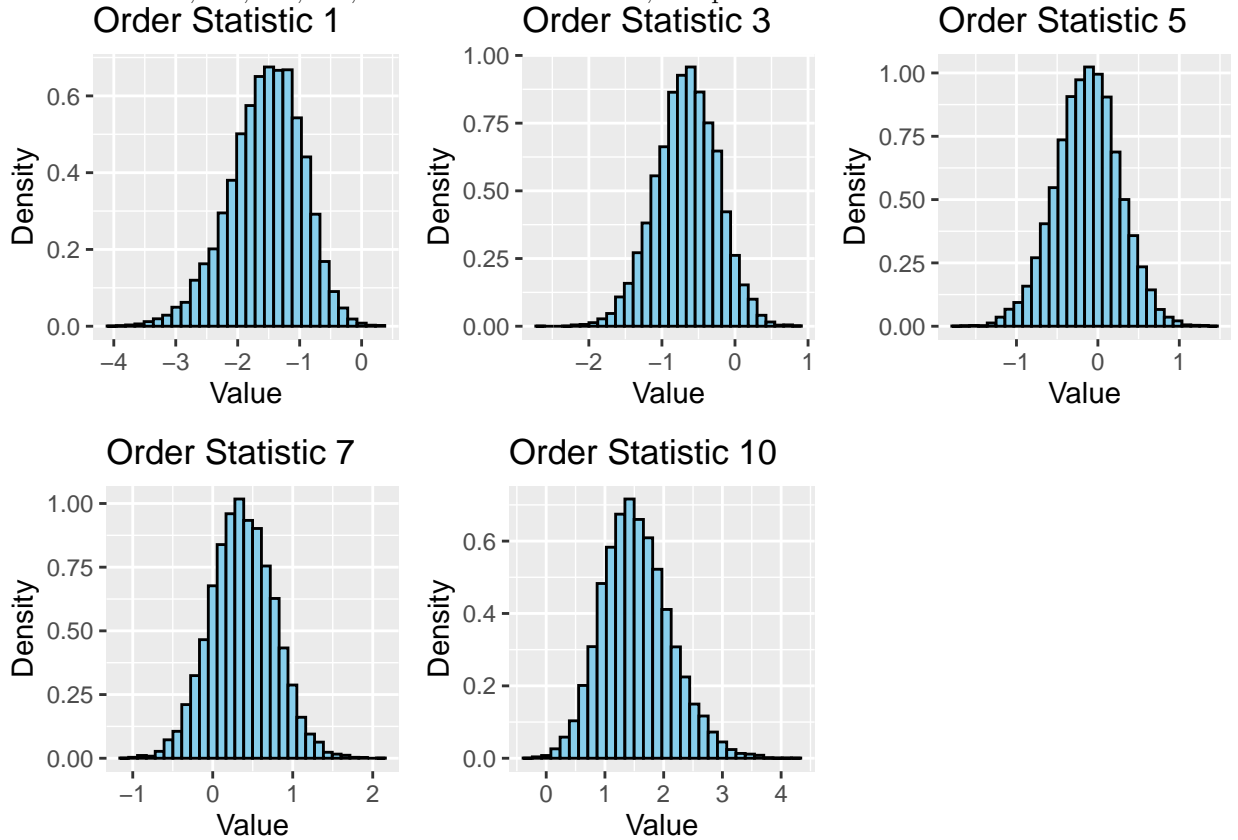 Order Statistic 1
Order Statistic 3
Order Statistic 5
0.6
0.4
0.2
0.0
Density
−4 −3 −2 −1 0
Value
1.00
0.75
0.50
0.25
0.00
Density
−2 −1 0 1
Value
1.00
0.75
0.50
0.25
0.00
Density
−1 0 1
Value
Order Statistic 7
Order Statistic 10
1.00
0.75
0.50
0.25
0.00
Density
−1 0 1 2
Value
0.6
0.4
0.2
0.0
Density
0 1 2 3 4
Value